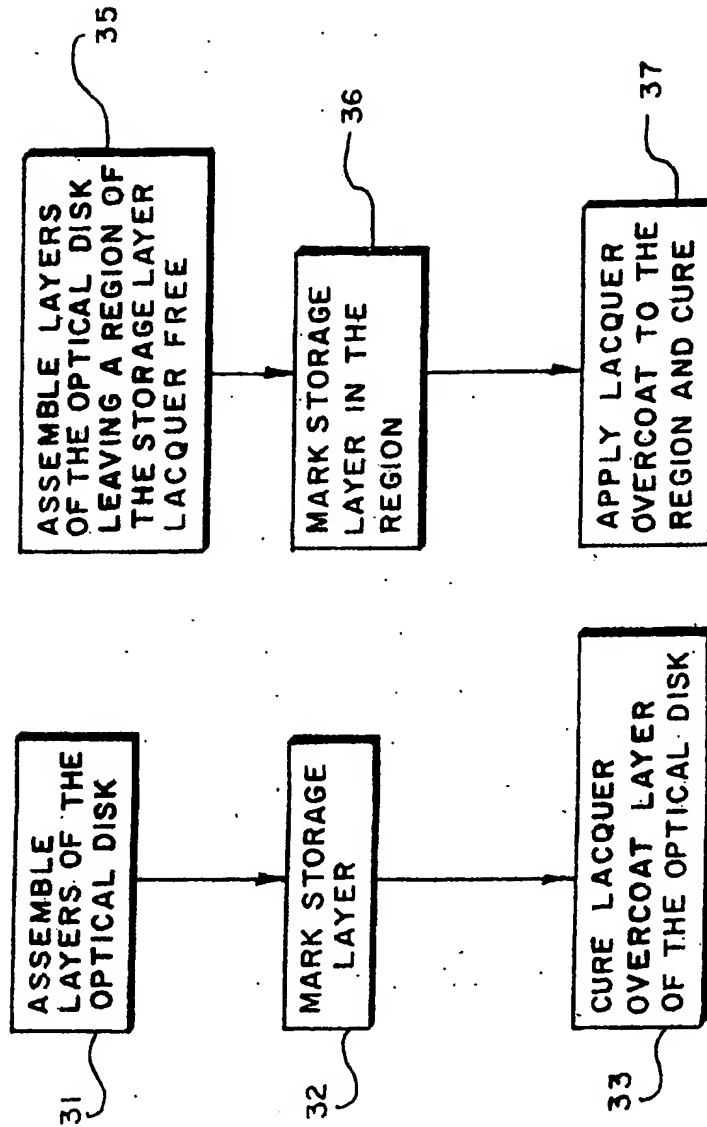 31
ASSEMBLE
LAYERS OF THE
OPTICAL DISK
32
MARK STORAGE
LAYER
33
CURE LACQUER
OVERCOAT LAYER
OF THE OPTICAL DISK
35
ASSEMBLE LAYERS
OF THE OPTICAL DISK
LEAVING A REGION OF
THE STORAGE LAYER
LACQUER FREE
36
MARK STORAGE
LAYER IN THE
REGION
37
APPLY LACQUER
OVERCOAT TO THE
REGION AND CURE